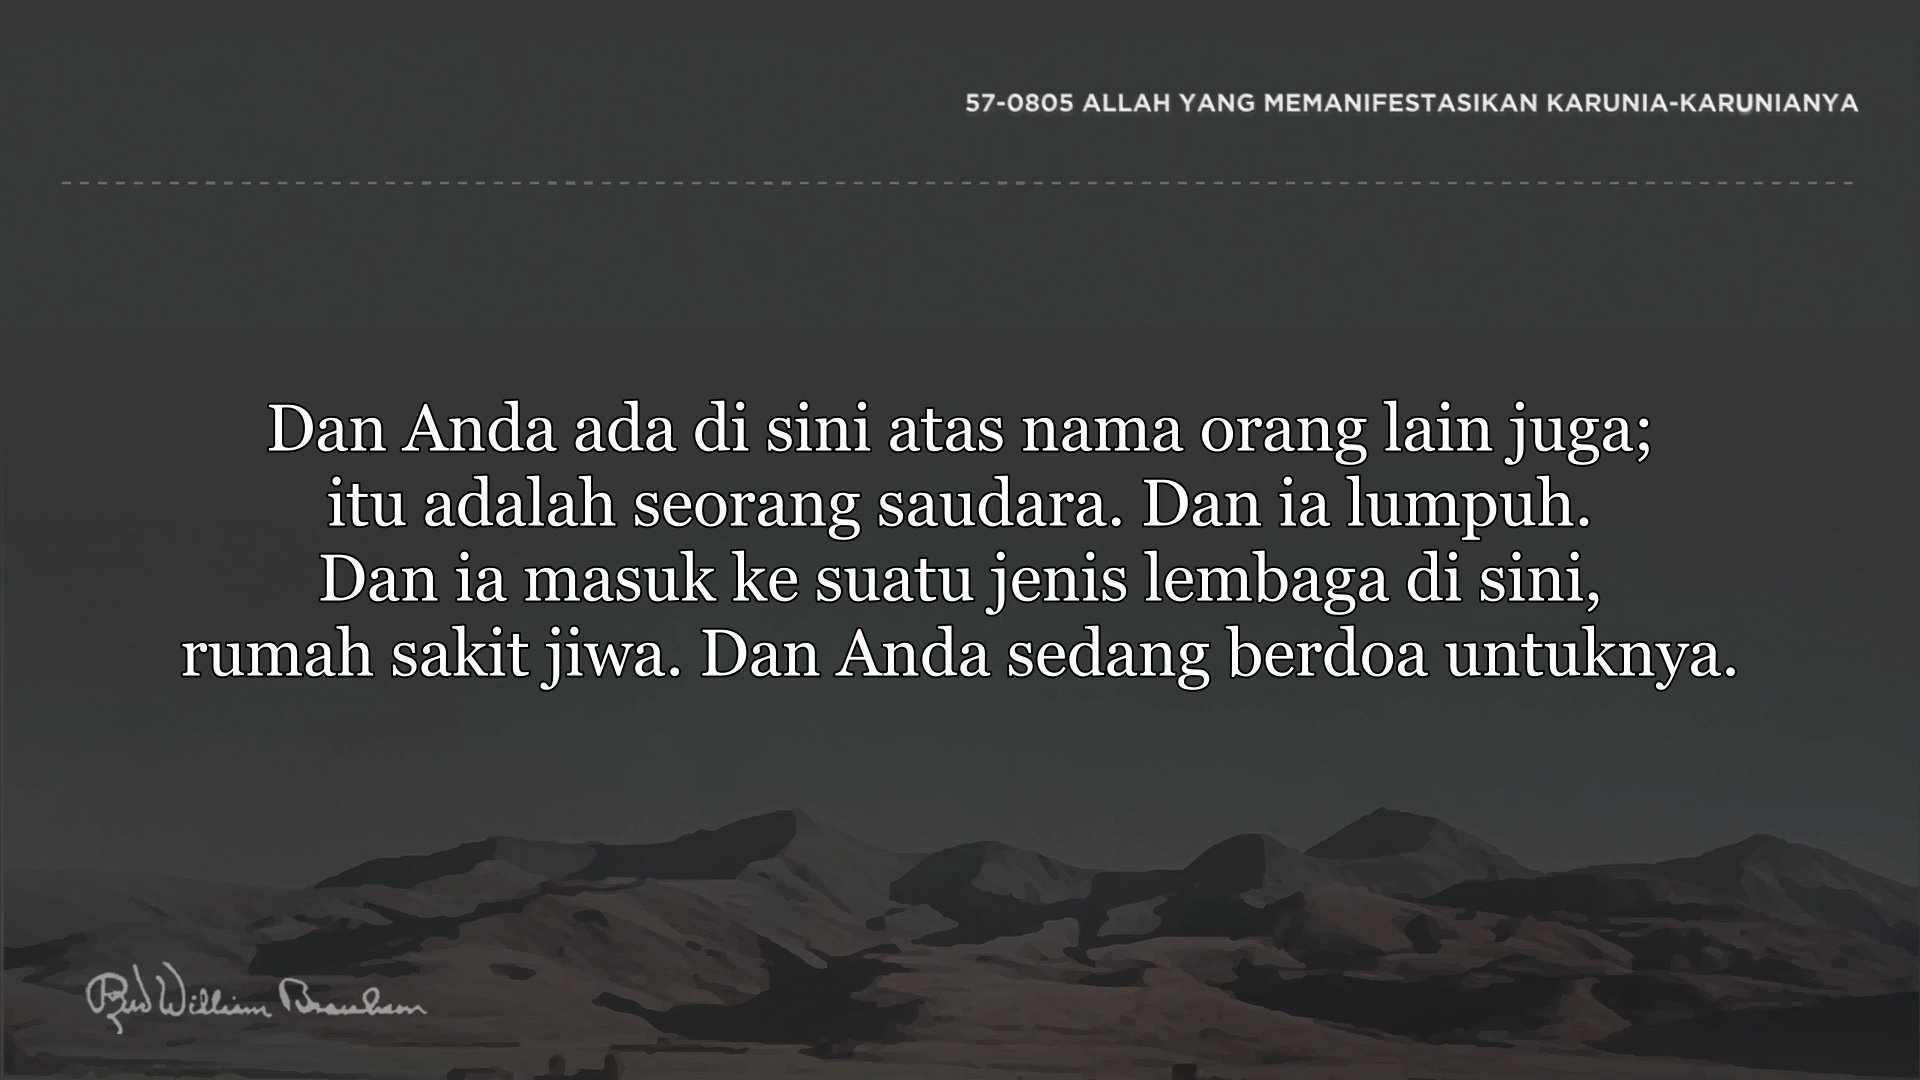 57-0805 ALLAH YANG MEMANIFESTASIKAN KARUNIA-KARUNIANYA
Dan Anda ada di sini atas nama orang lain juga;
itu adalah seorang saudara. Dan ia lumpuh.
Dan ia masuk ke suatu jenis lembaga di sini,
rumah sakit jiwa. Dan Anda sedang berdoa untuknya.
William Branham